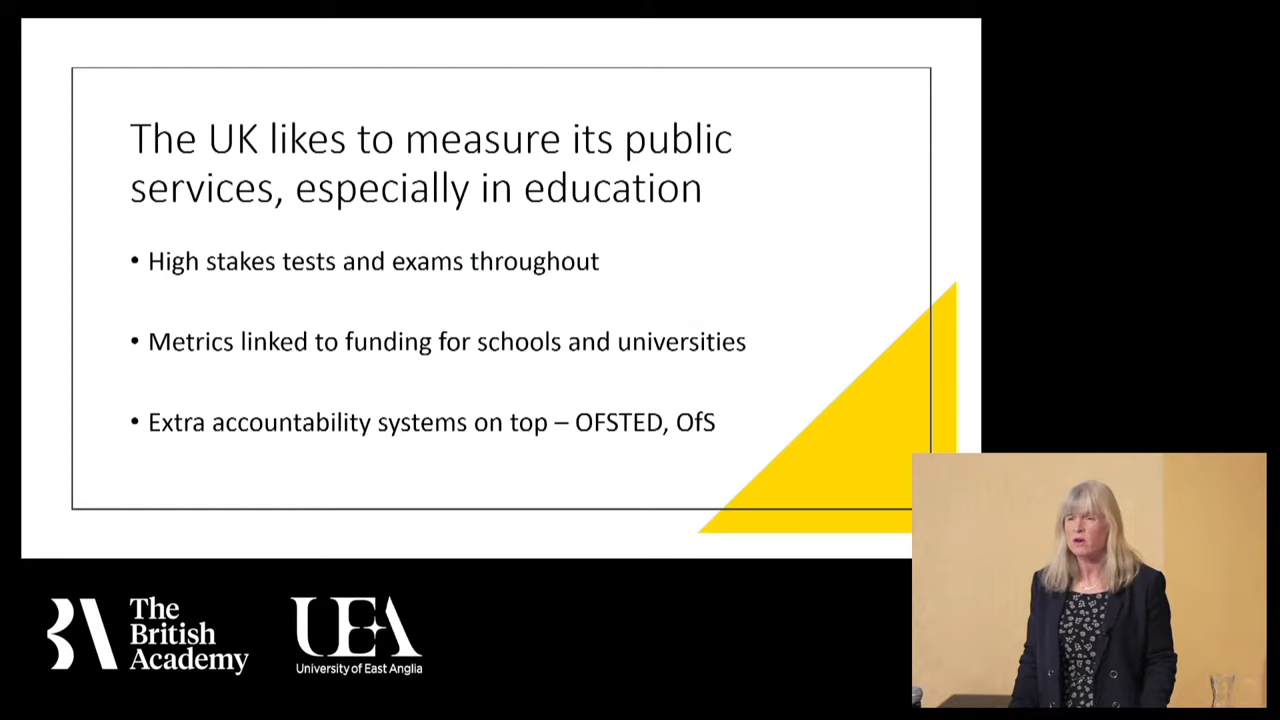 The UK likes to measure its public
services, especially in education
• High stakes tests and exams throughout
• Metrics linked to funding for schools and universities
• Extra accountability systems on top – OFSTED, OfS
The
British
Academy
UEA
University of East Anglia